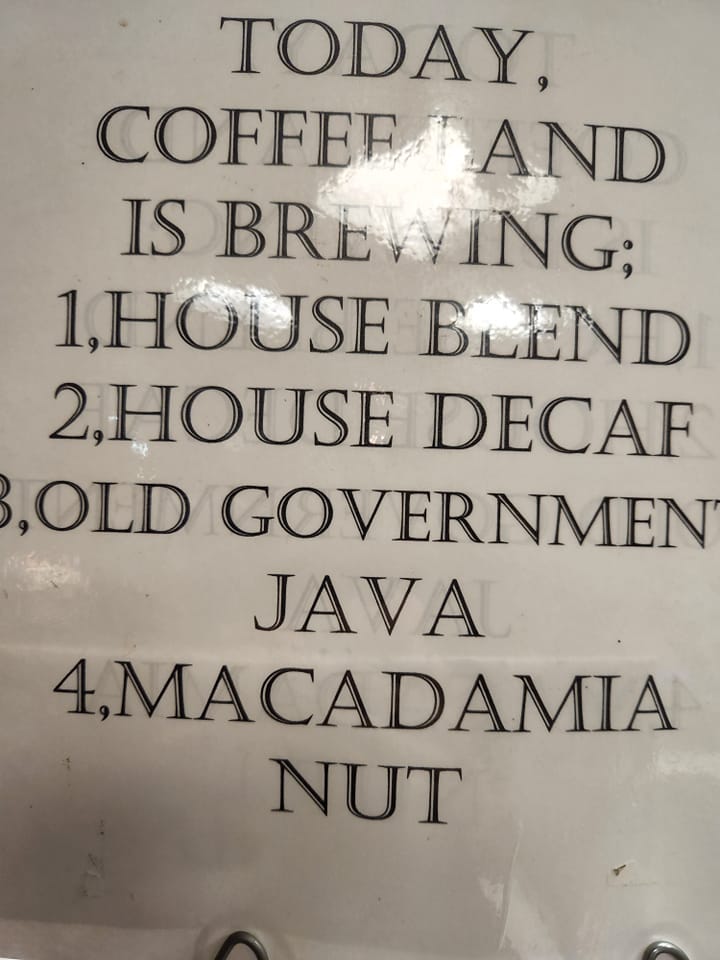 TODAY,
COFFEE LAND
IS BREWING;
1,HOUSE BLEND
2,HOUSE DECAF
3,OLD GOVERNMENT
JAVA
4,MACADAMIA
NUT